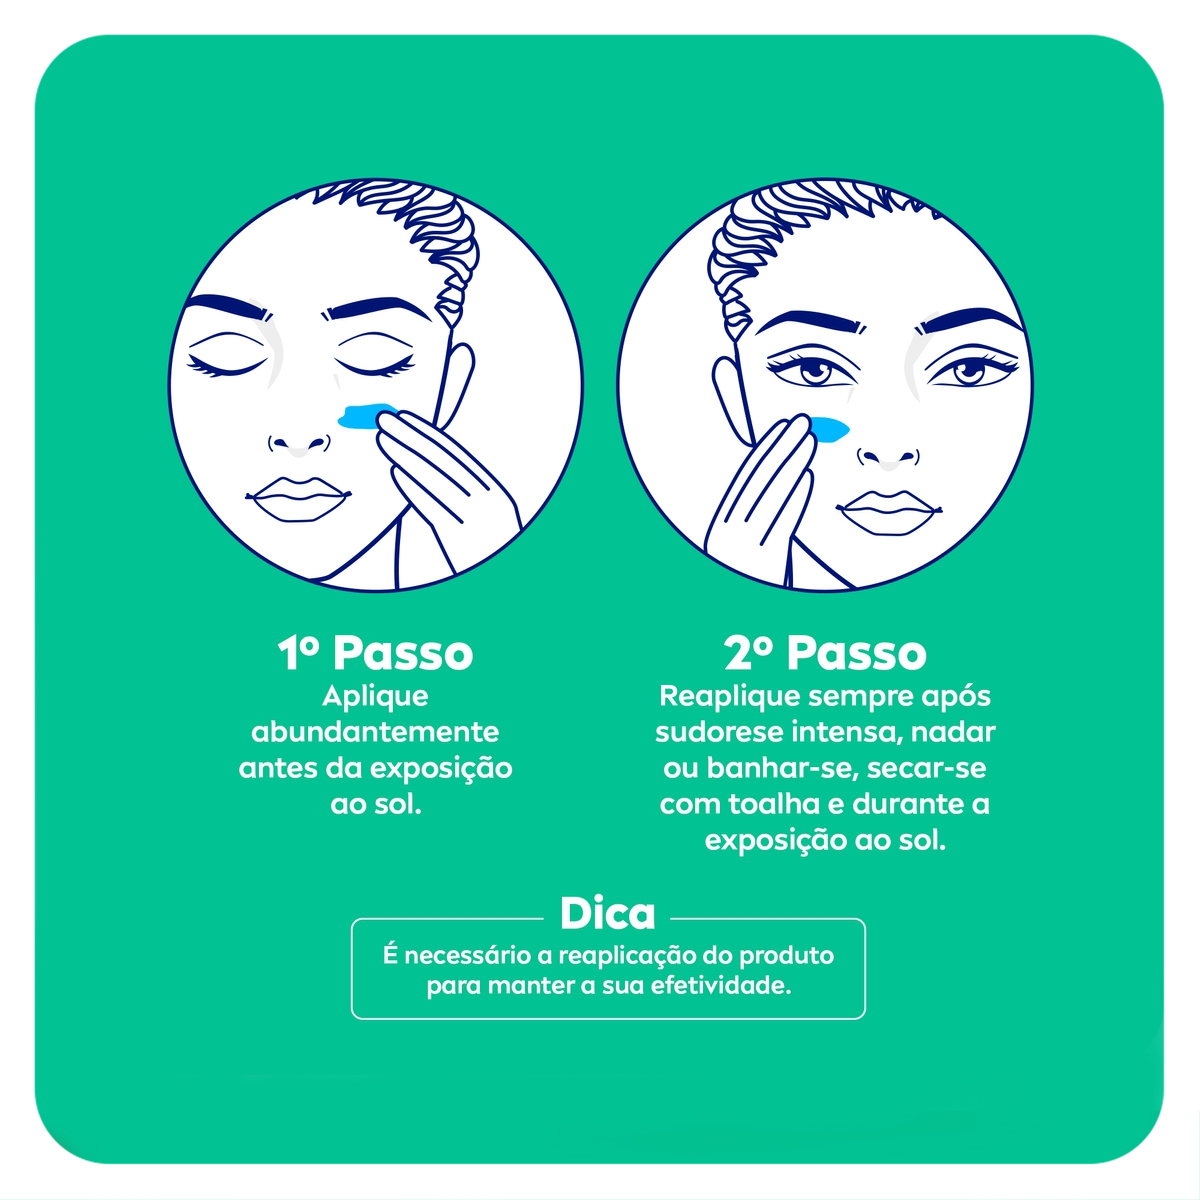 1º Passo
Aplique
abundantemente
antes da exposição
ao sol.
2º Passo
Reaplique sempre após
sudorese intensa, nadar
ou banhar-se, secar-se
com toalha e durante a
exposição ao sol.
Dica
É necessário a reaplicação do produto
para manter a sua efetividade.